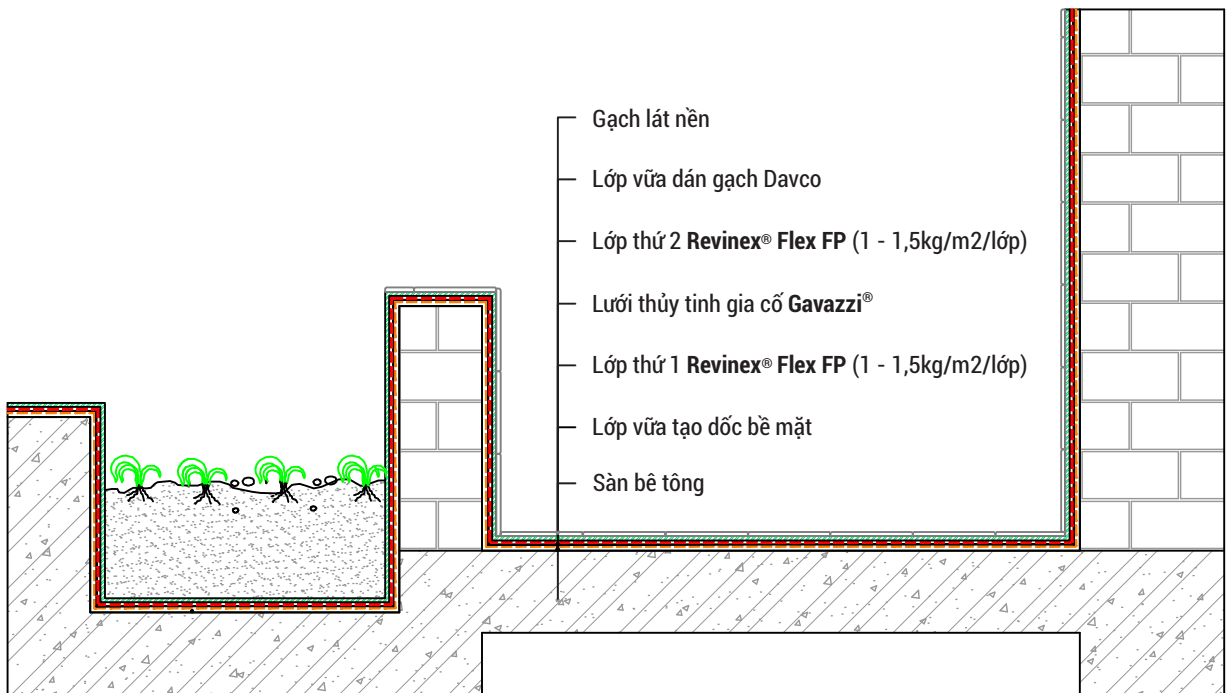 Gạch lát nền
Lớp vữa dán gạch Davco
Lớp thứ 2 Revinex® Flex FP (1 - 1,5kg/m2/lớp)
Lưới thủy tinh gia cố Gavazzi®
Lớp thứ 1 Revinex® Flex FP (1 - 1,5kg/m2/lớp)
Lớp vữa tạo dốc bề mặt
Sàn bê tông